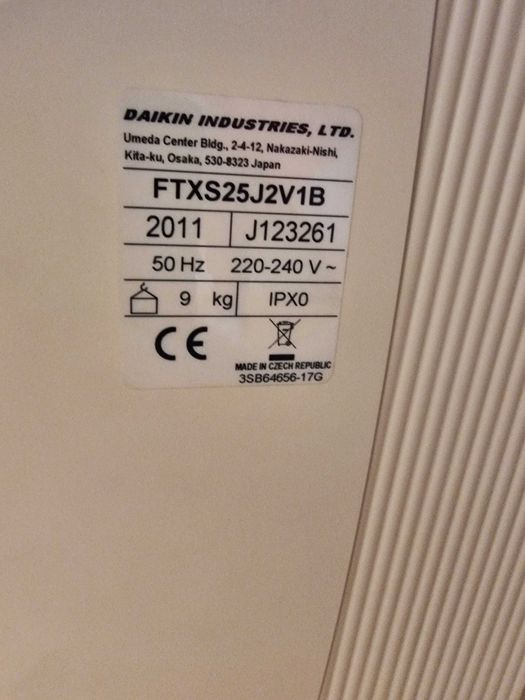 DAIKIN INDUSTRIES, LTD.
Umeda Center Bldg., 2-4-12, Nakazaki-Nishi,
Kita-ku, Osaka, 530-8323 Japan
FTXS25J2V1B
2011 J123261
50 Hz 220-240 V ~
9 kg IPX0
CE
MADE IN CZECH REPUBLIC
3SB64656-17G